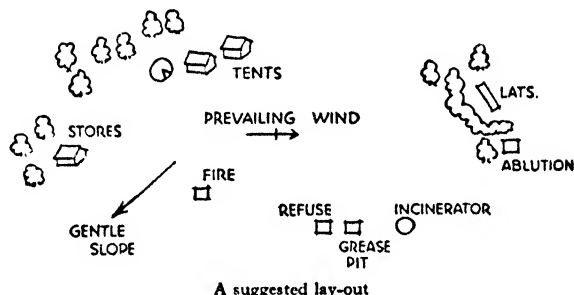 TENTS
LATS.
STORES
PREVAILING WIND
ABLUTION
FIRE
REFUSE
INCINERATOR
GENTLE
SLOPE
GREASE
PIT
A suggested lay-out